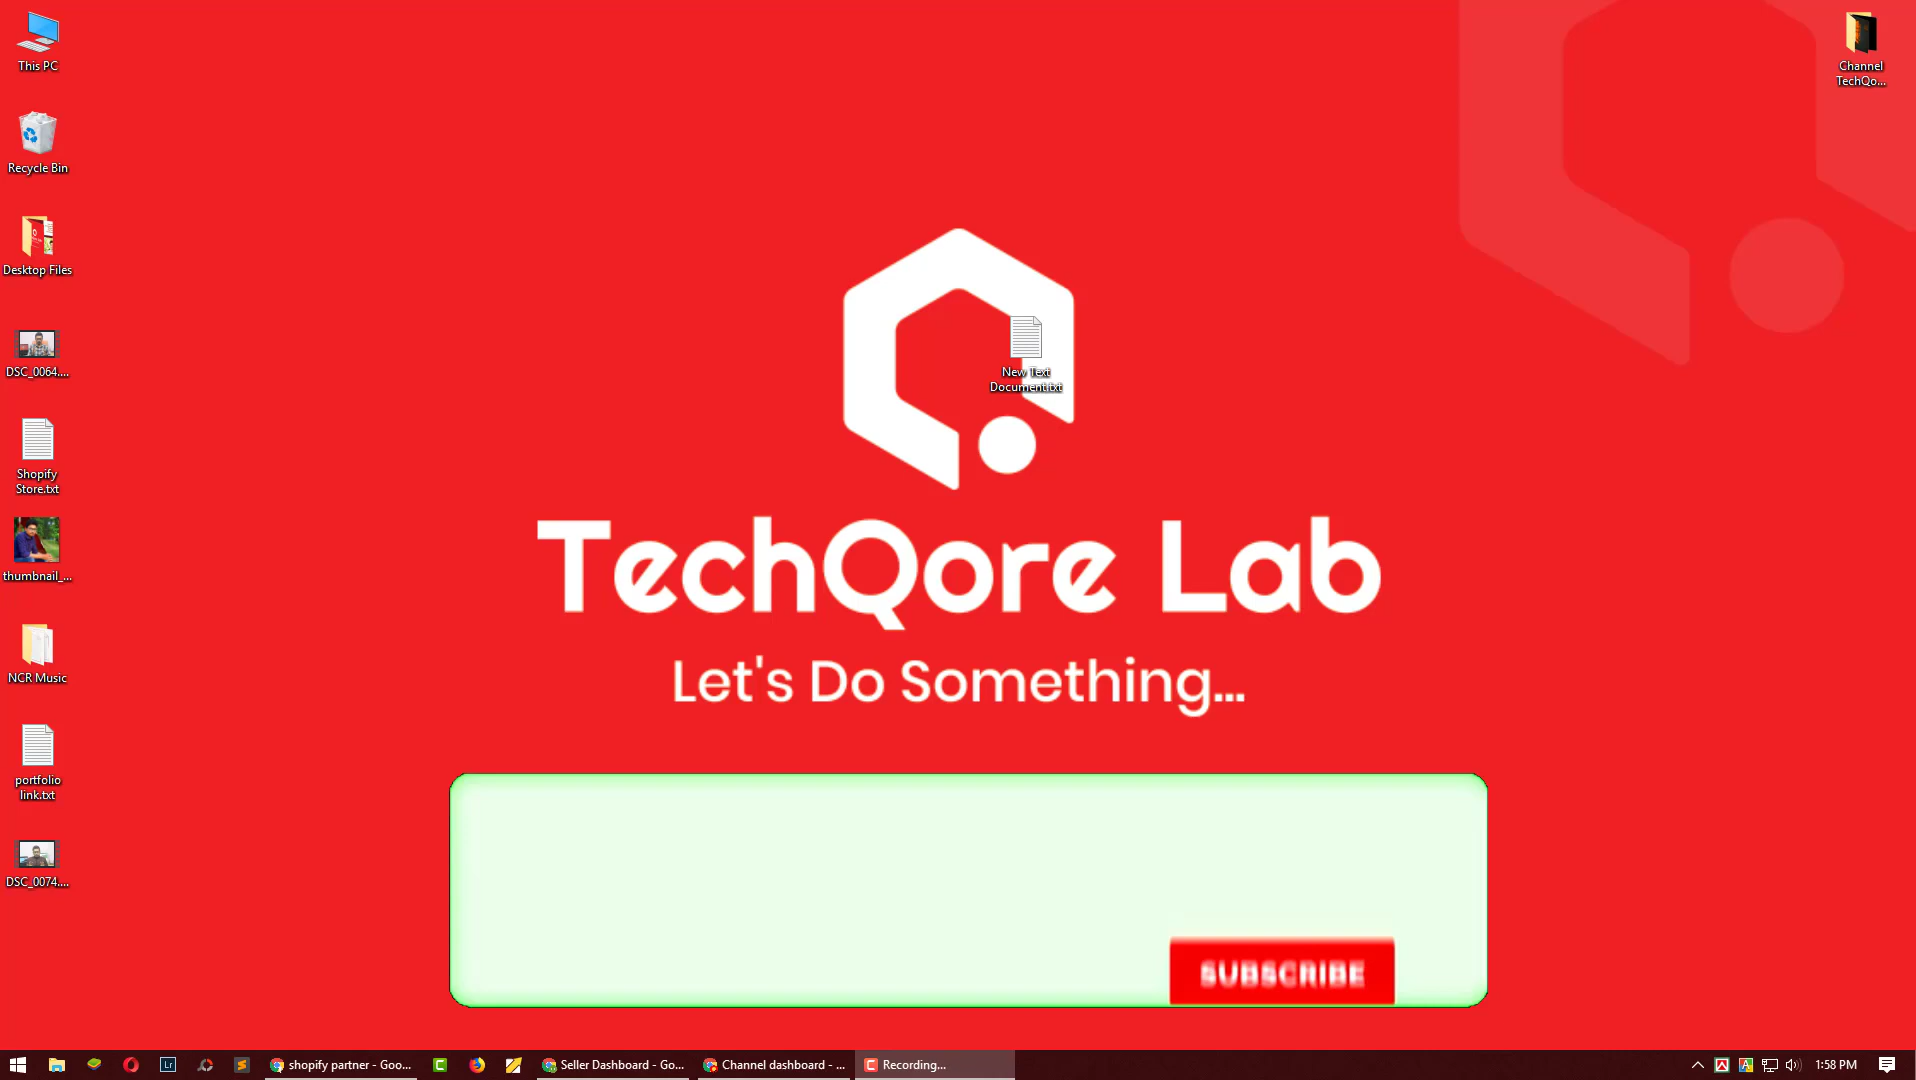 This PC
Recycle Bin
Desktop Files
DSC_0064....
Shopify
Store.txt
thumbnail_...
NCR Music
portfolio
link.txt
DSC_0074....
Channel
TechQo...
New Text
Document.txt
TechQore Lab
Let's Do Something...
SUBSCRIBE
Lr
shopify partner - Goo...
Seller Dashboard - Go...
Channel dashboard - ...
Recording...
1:58 PM